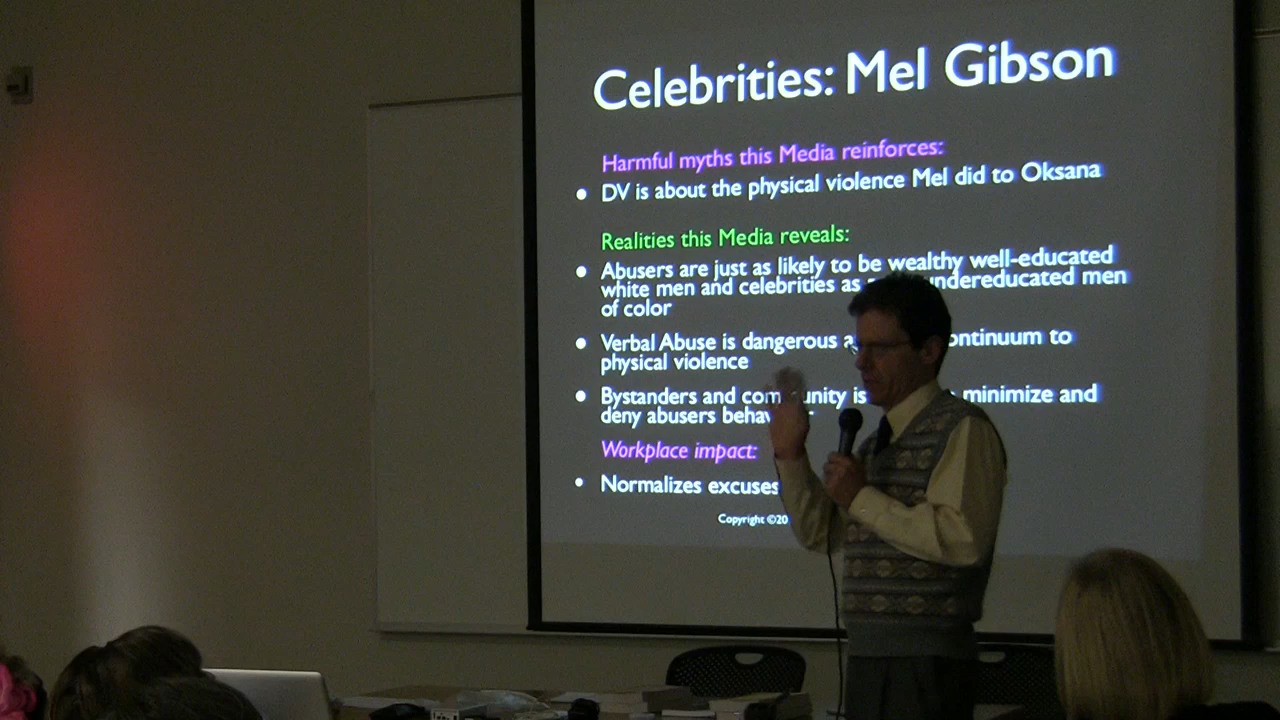 Celebrities: Mel Gibson
Harmful myths this Media reinforces:
• DV is about the physical violence Mel did to Oksana
Realities this Media reveals:
• Abusers are just as likely to be wealthy well-educated
white men and celebrities as undereducated men
of color
• Verbal Abuse is dangerous continuum to
physical violence
• Bystanders and community minimize and
deny abusers
Workplace impact:
• Normalizes excuses
Copyright ©20